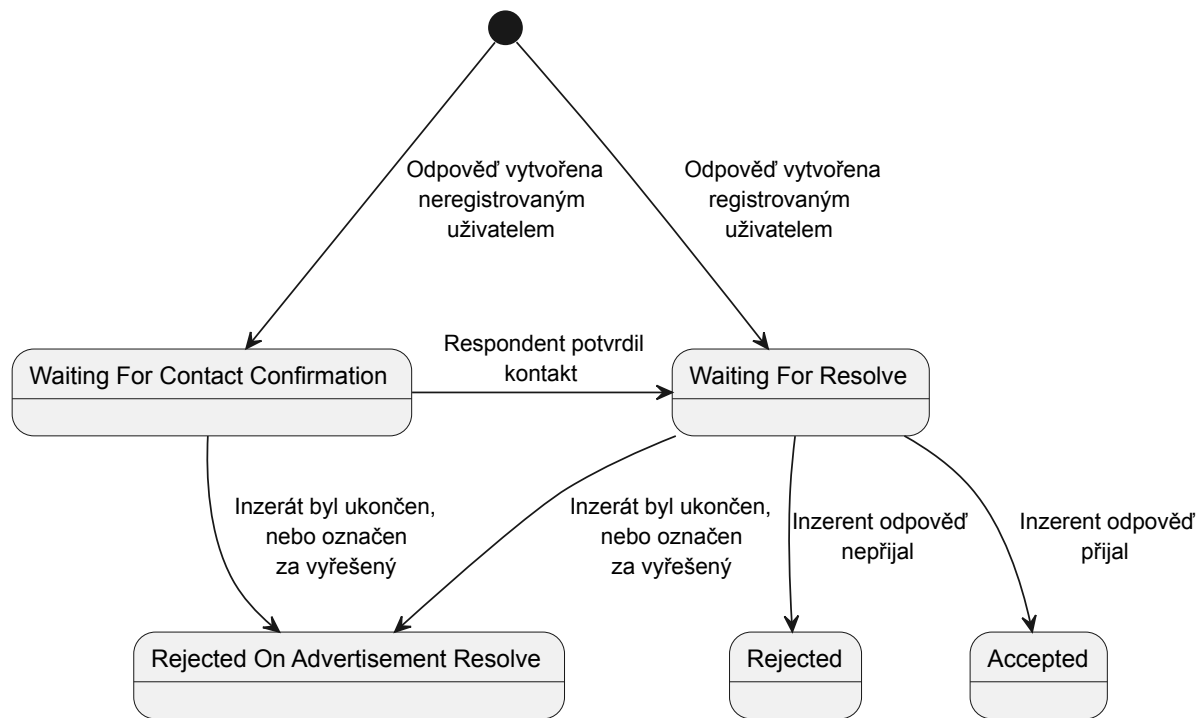 Odpověď vytvořena
neregistrovaným
uživatelem
Odpověď vytvořena
registrovaným
uživatelem
Waiting For Contact Confirmation
Respondent potvrdil
kontakt
Waiting For Resolve
Inzerát byl ukončen,
nebo označen
za vyřešený
Inzerát byl ukončen,
nebo označen
za vyřešený
Inzerent odpověď
nepřijal
Inzerent odpověď
přijal
Rejected On Advertisement Resolve
Rejected
Accepted